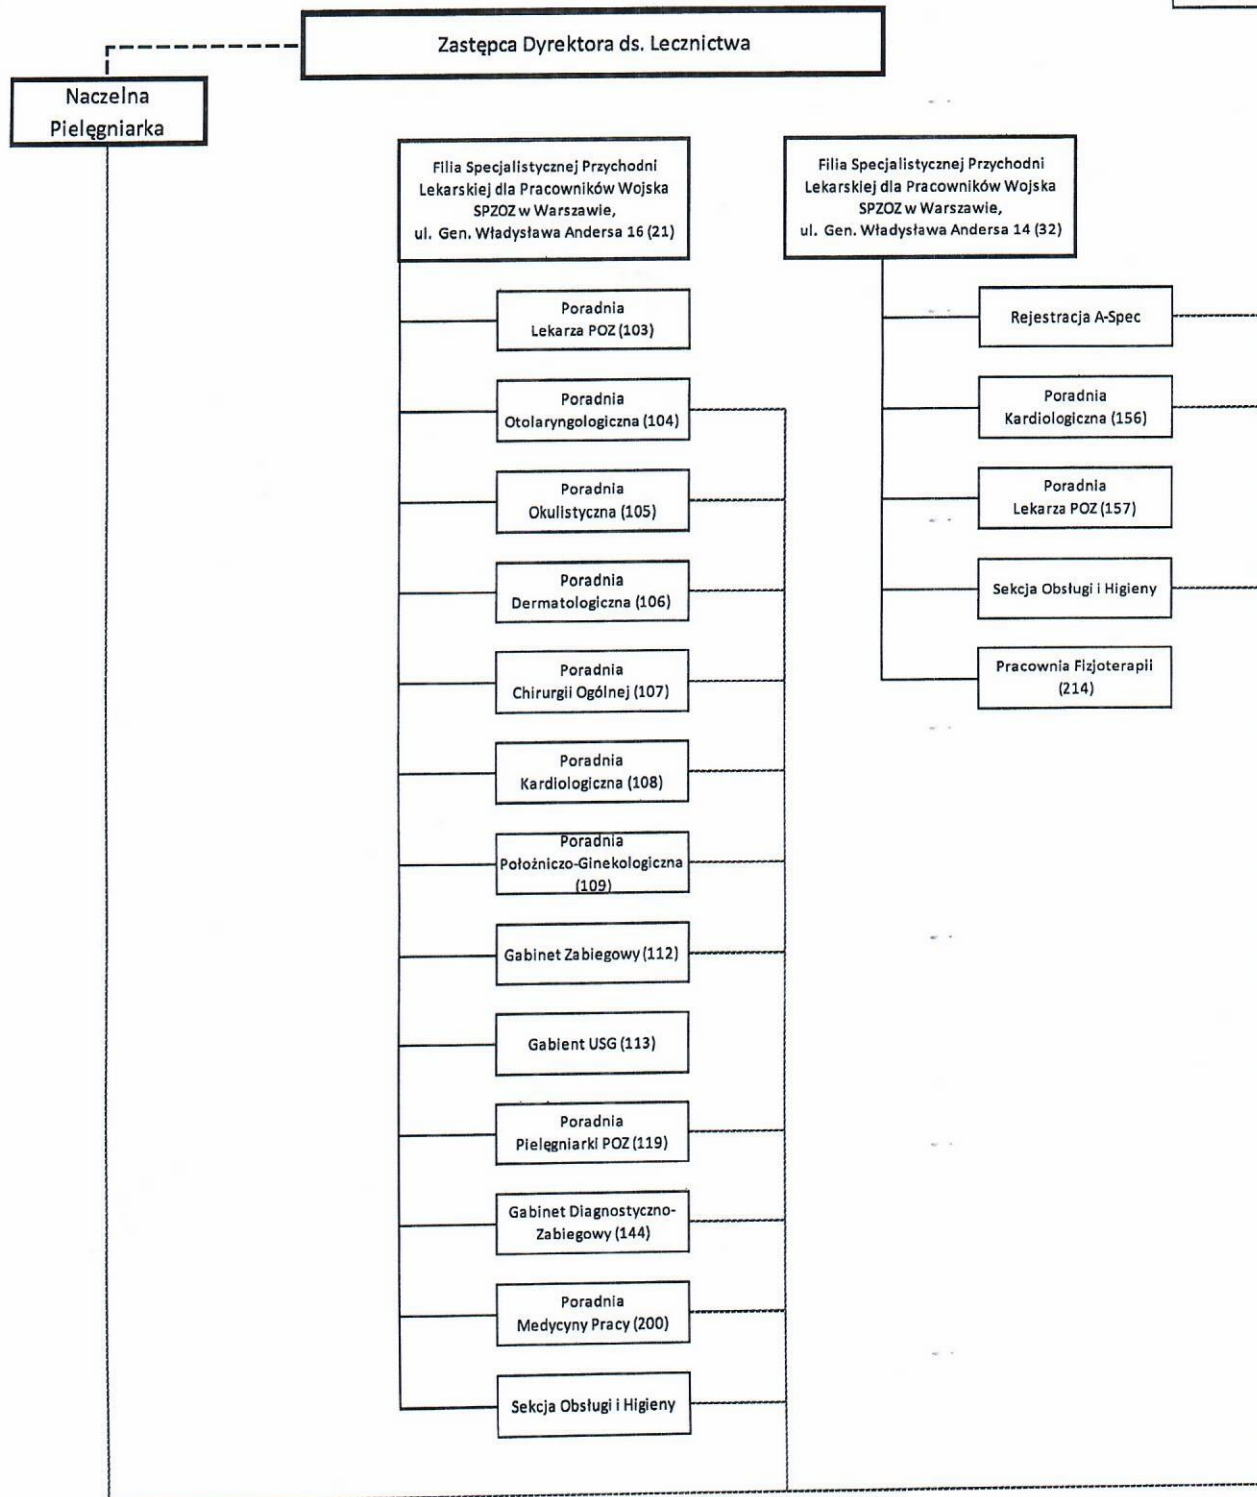 Zastępca Dyrektora ds. Lecznictwa
Naczelna
Pielęgniarka
Filia Specjalistycznej Przychodni
Lekarskiej dla Pracowników Wojska
SPZOZ w Warszawie,
ul. Gen. Władysława Andersa 16 (21)
Poradnia
Lekarza POZ (103)
Poradnia
Otolaryngologiczna (104)
Poradnia
Okulistyczna (105)
Poradnia
Dermatologiczna (106)
Poradnia
Chirurgii Ogólnej (107)
Poradnia
Kardiologiczna (108)
Poradnia
Położniczo-Ginekologiczna
(109)
Gabinet Zabiegowy (112)
Gabient USG (113)
Poradnia
Pielęgniarki POZ (119)
Gabinet Diagnostyczno-
Zabiegowy (144)
Poradnia
Medycyny Pracy (200)
Sekcja Obsługi i Higieny
Filia Specjalistycznej Przychodni
Lekarskiej dla Pracowników Wojska
SPZOZ w Warszawie,
ul. Gen. Władysława Andersa 14 (32)
Rejestracja A-Spec
Poradnia
Kardiologiczna (156)
Poradnia
Lekarza POZ (157)
Sekcja Obsługi i Higieny
Pracownia Fizjoterapii
(214)